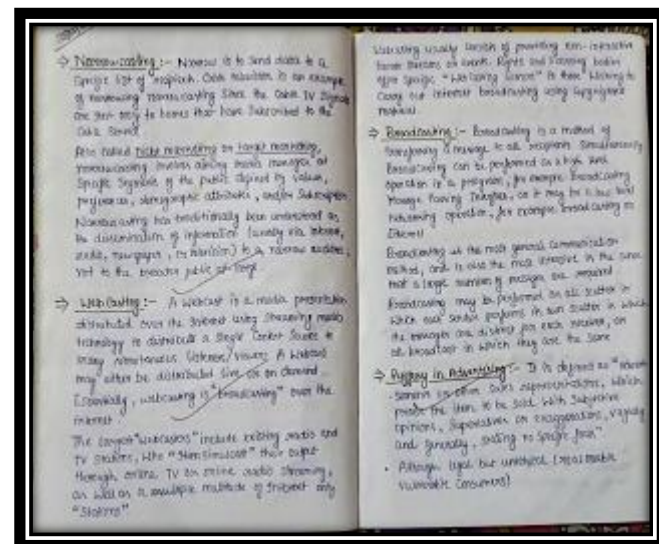 ⇒ Narrowcasting :- Narrow is to send data to a
specific list of recipients. Cable television is an example
of narrowcasting since the cable TV signals
are sent only to homes that have subscribed to the
cable service.
Also called niche marketing or target marketing,
narrowcasting involves aiming media messages at
specific segments of the public defined by values,
preferences, demographic attributes, and/or subscription
Narrowcasting has traditionally been understood as
the dissemination of information (usually via Internet,
radio, newspaper, or television) to a narrow audience,
not to the broader public at-large
⇒ Webcasting :- A webcast is a media presentation
distributed over the Internet using streaming media
technology to distribute a single content source to
many simultaneous listeners/viewers. A webcast
may either be distributed live or on demand.
Essentially, webcasting is "broadcasting" over the
internet
The largest "webcasters" include existing radio and
TV stations, who "simulcast" their output
through online TV or online radio streaming,
as well as a multitude of Internet only
"stations"
Webcasting usually consists of providing non-interactive
linear streams or events. Rights and licensing bodies
offer specific "Webcasting licences" to those wishing to
carry out internet broadcasting using copyrighted
material.
⇒ Broadcasting :- Broadcasting is a method of
transferring a message to all recipients simultaneously
Broadcasting can be performed as a high level
operation in a program, for example Broadcasting
Message Passing Interface, or it may be a low level
networking operation, for example broadcasting on
Ethernet
Broadcasting is the most general communication
method, and is also the most intensive in the sense
that a large number of messages are required
Broadcasting may be performed as all scatter in
which each sender performs its own scatter in which
the messages are distinct for each receiver, or
all broadcast in which they are the same
⇒ Puffery in Advertising :- It is defined as
or other sales representations, which
praise the item to be sold with subjective
opinions, superlatives or exaggerations, vaguely
and generally, stating no specific facts"
• Although legal but unethical
vulnerable consumers)